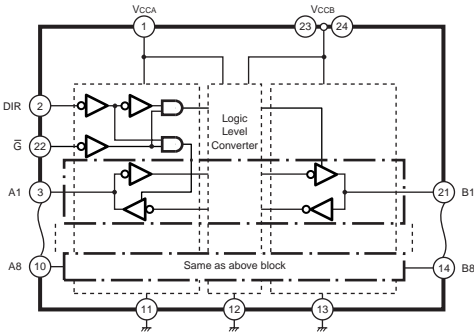 VCCA
VCCB
1
23
24
DIR
2
G̅
22
Logic
Level
Converter
A1
3
21
B1
A8
10
Same as above block
14
B8
11
12
13